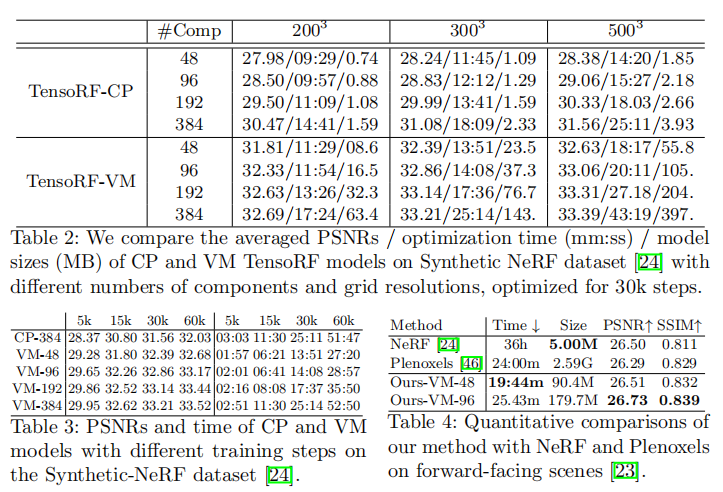 #Comp 200³ 300³ 500³
TensoRF-CP 48 27.98/09:29/0.74 28.24/11:45/1.09 28.38/14:20/1.85
96 28.50/09:57/0.88 28.83/12:12/1.29 29.06/15:27/2.18
192 29.50/11:09/1.08 29.99/13:41/1.59 30.33/18.03/2.66
384 30.47/14:41/1.59 31.08/18:09/2.33 31.56/25:11/3.93
TensoRF-VM 48 31.81/11:29/08.6 32.39/13:51/23.5 32.63/18:17/55.8
96 32.33/11:54/16.5 32.86/14:08/37.3 33.06/20:11/105.
192 32.63/13:26/32.3 33.14/17:36/76.7 33.31/27.18/204.
384 32.69/17:24/63.4 33.21/25:14/143. 33.39/43:19/397.
Table 2: We compare the averaged PSNRs / optimization time (mm:ss) / model
sizes (MB) of CP and VM TensoRF models on Synthetic NeRF dataset [24] with
different numbers of components and grid resolutions, optimized for 30k steps.
5k 15k 30k 60k 5k 15k 30k 60k
CP-384 28.37 30.80 31.56 32.03 03:03 11:30 25:11 51:47
VM-48 29.28 31.80 32.39 32.68 01:57 06:21 13:51 27:20
VM-96 29.65 32.26 32.86 33.17 02:01 06:41 14:08 28:57
VM-192 29.86 32.52 33.14 33.44 02:16 08:08 17:37 35:50
VM-384 29.95 32.62 33.21 33.52 02:51 11:30 25:14 52:50
Table 3: PSNRs and time of CP and VM
models with different training steps on
the Synthetic-NeRF dataset [24].
Method Time ↓ Size PSNR↑ SSIM↑
NeRF [24] 36h 5.00M 26.50 0.811
Plenoxels [46] 24:00m 2.59G 26.29 0.829
Ours-VM-48 19:44m 90.4M 26.51 0.832
Ours-VM-96 25.43m 179.7M 26.73 0.839
Table 4: Quantitative comparisons of
our method with NeRF and Plenoxels
on forward-facing scenes [23].